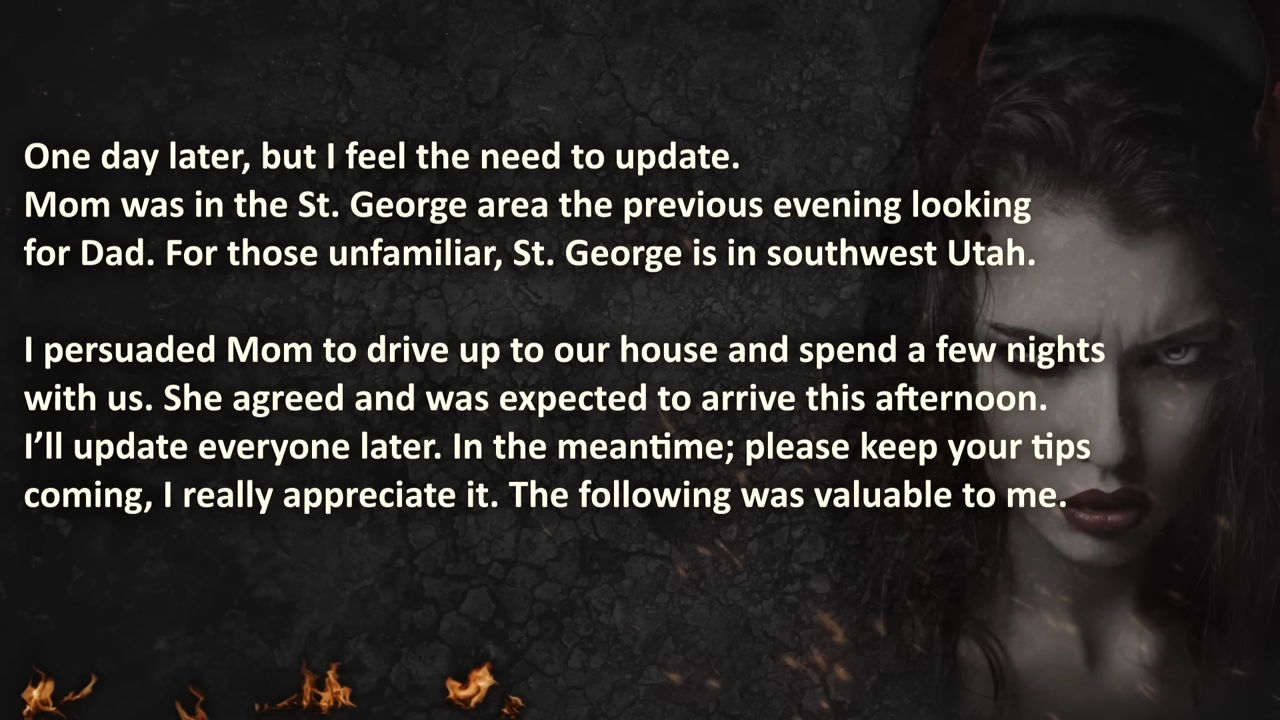 One day later, but I feel the need to update.
Mom was in the St. George area the previous evening looking
for Dad. For those unfamiliar, St. George is in southwest Utah.
I persuaded Mom to drive up to our house and spend a few nights
with us. She agreed and was expected to arrive this afternoon.
I’ll update everyone later. In the meantime; please keep your tips
coming, I really appreciate it. The following was valuable to me.